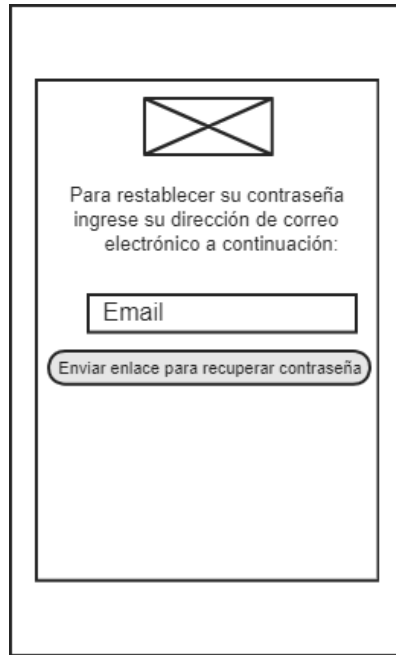 Para restablecer su contraseña
ingrese su dirección de correo
electrónico a continuación:
Email
Enviar enlace para recuperar contraseña